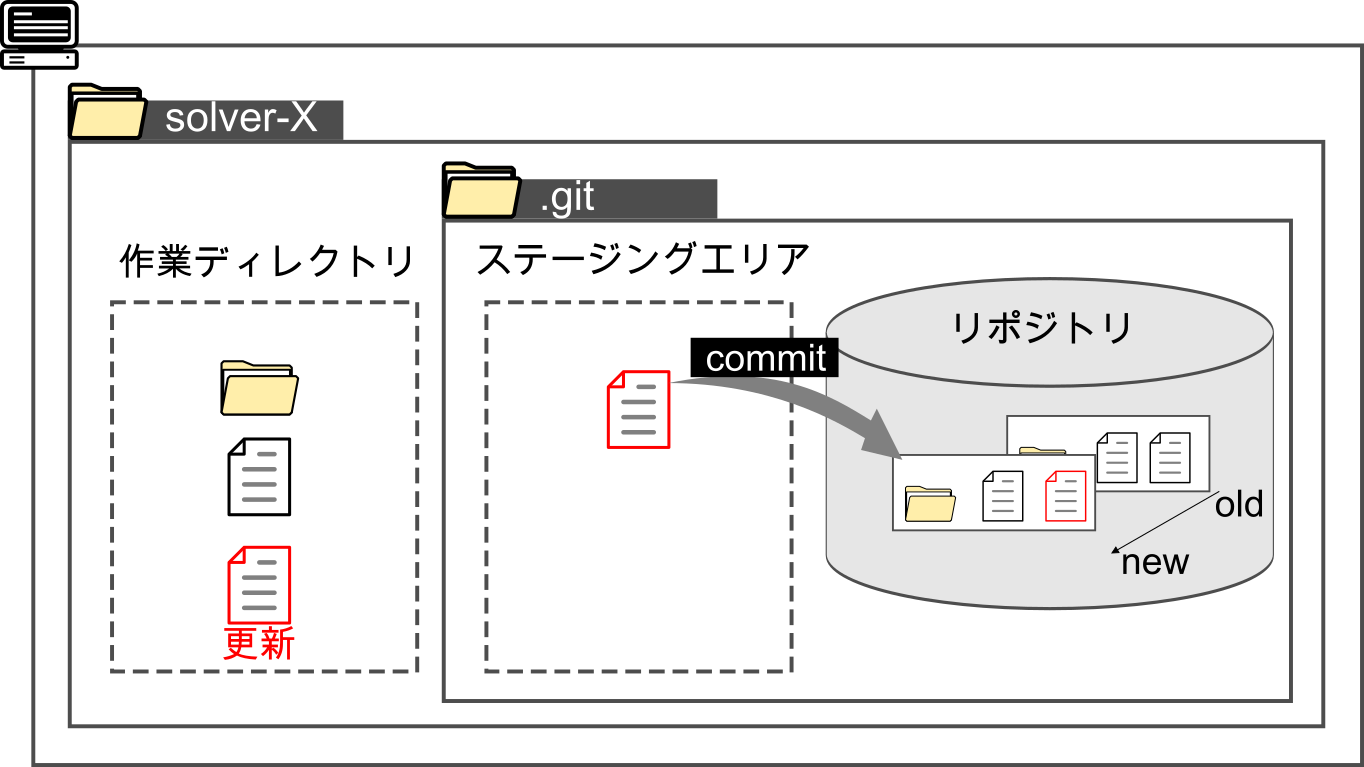 solver-X
.git
作業ディレクトリ
ステージングエリア
リポジトリ
commit
old
new
更新